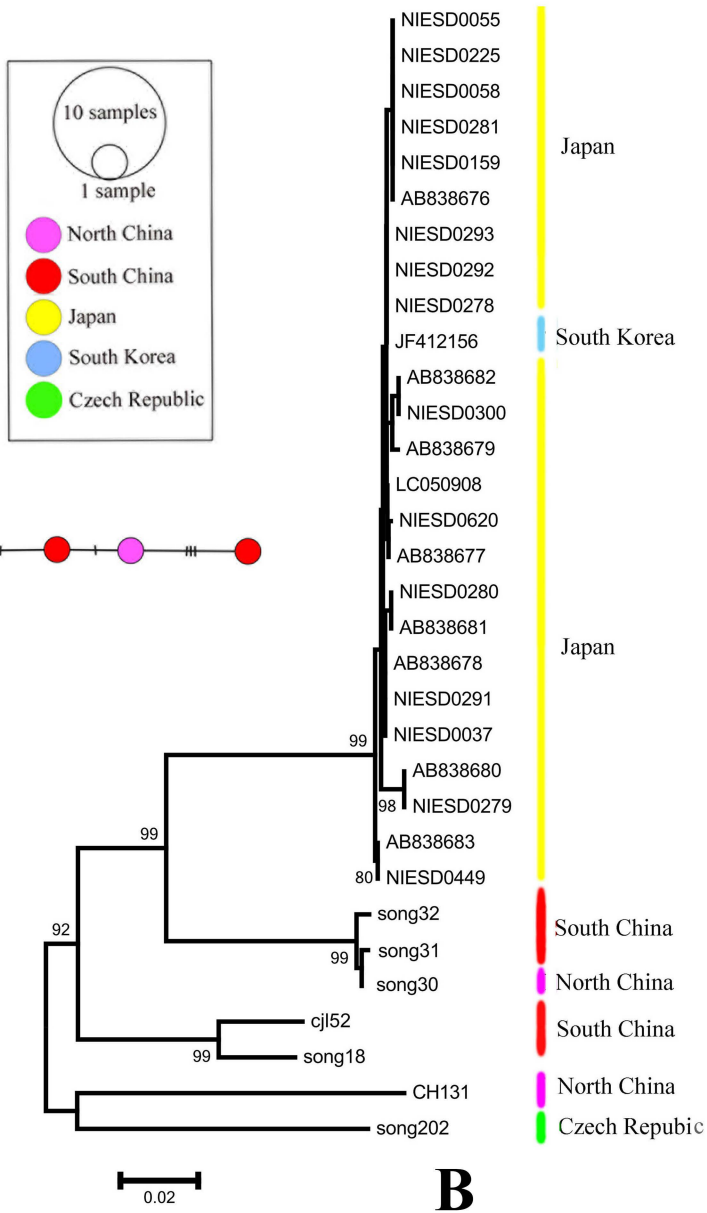 10 samples
1 sample
North China
South China
Japan
South Korea
Czech Republic
NIESD0055
NIESD0225
NIESD0058
NIESD0281
NIESD0159
AB838676
NIESD0293
NIESD0292
NIESD0278
JF412156
AB838682
NIESD0300
AB838679
LC050908
NIESD0620
AB838677
NIESD0280
AB838681
AB838678
NIESD0291
NIESD0037
AB838680
NIESD0279
AB838683
NIESD0449
song32
song31
song30
cjl52
song18
CH131
song202
Japan
South Korea
Japan
South China
North China
South China
North China
Czech Repubic
99
98
99
80
92
99
99
0.02
B